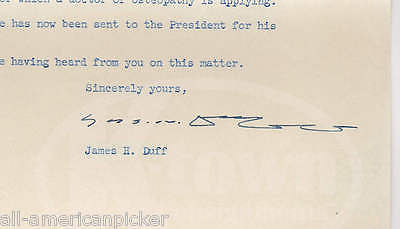 which a doctor of osteopathy is applying.
has now been sent to the President for his
having heard from you on this matter.
Sincerely yours,
James H. Duff
all-americanpicker